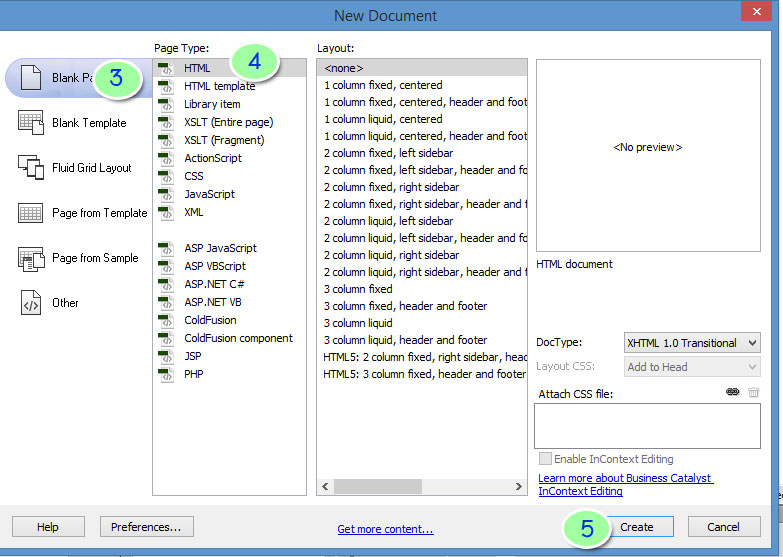 New Document
Blank Pa
3
Blank Template
Fluid Grid Layout
Page from Template
Page from Sample
Other
Page Type:
4
HTML
HTML template
Library item
XSLT (Entire page)
XSLT (Fragment)
ActionScript
CSS
JavaScript
XML
ASP JavaScript
ASP VBScript
ASP.NET C#
ASP.NET VB
ColdFusion
ColdFusion component
JSP
PHP
Layout:
<none>
1 column fixed, centered
1 column fixed, centered, header and foot
1 column liquid, centered
1 column liquid, centered, header and foot
2 column fixed, left sidebar
2 column fixed, left sidebar, header and fo
2 column fixed, right sidebar
2 column fixed, right sidebar, header and f
2 column liquid, left sidebar
2 column liquid, left sidebar, header and fo
2 column liquid, right sidebar
2 column liquid, right sidebar, header and f
3 column fixed
3 column fixed, header and footer
3 column liquid
3 column liquid, header and footer
HTML5: 2 column fixed, right sidebar, head
HTML5: 3 column fixed, header and footer
<No preview>
HTML document
DocType:
XHTML 1.0 Transitional
Layout CSS:
Add to Head
Attach CSS file:
Enable InContext Editing
Learn more about Business Catalyst
InContext Editing
Help
Preferences...
Get more content...
5
Create
Cancel